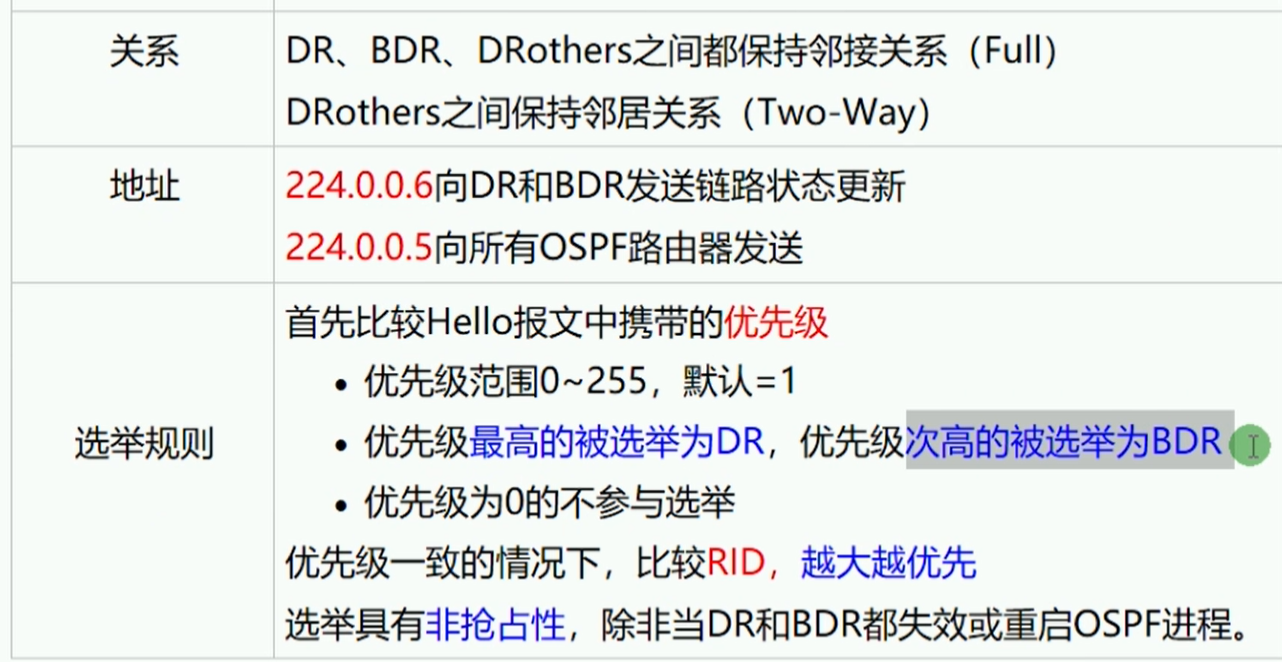 关系
DR、BDR、DRothers之间都保持邻接关系（Full）
DRothers之间保持邻居关系（Two-Way）
地址
224.0.0.6向DR和BDR发送链路状态更新
224.0.0.5向所有OSPF路由器发送
选举规则
首先比较Hello报文中携带的优先级
• 优先级范围0~255，默认=1
• 优先级最高的被选举为DR，优先级次高的被选举为BDR
• 优先级为0的不参与选举
优先级一致的情况下，比较RID，越大越优先
选举具有非抢占性，除非当DR和BDR都失效或重启OSPF进程。